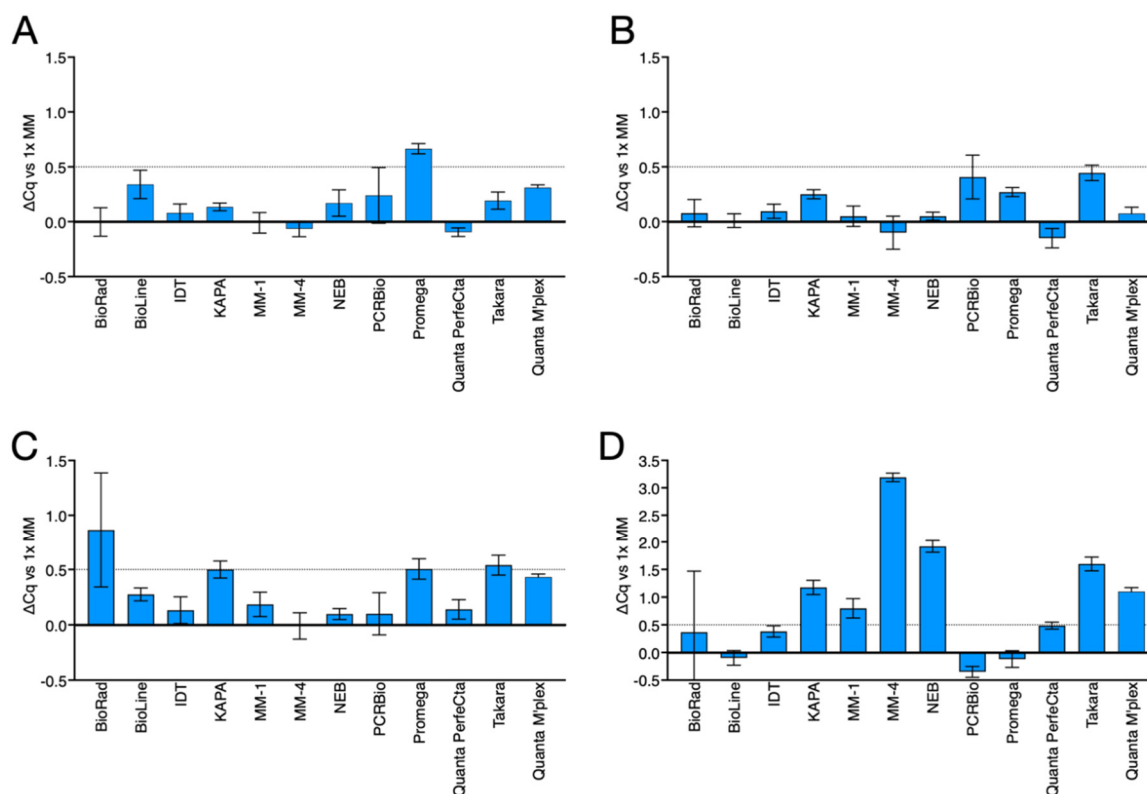 A
ΔCq vs 1x MM
1.5
1.0
0.5
0.0
-0.5
BioRad
BioLine
IDT
KAPA
MM-1
MM-4
NEB
PCRBio
Promega
Quanta PerfeCta
Takara
Quanta M'plex
B
ΔCq vs 1x MM
1.5
1.0
0.5
0.0
-0.5
BioRad
BioLine
IDT
KAPA
MM-1
MM-4
NEB
PCRBio
Promega
Quanta PerfeCta
Takara
Quanta M'plex
C
ΔCq vs 1x MM
1.5
1.0
0.5
0.0
-0.5
BioRad
BioLine
IDT
KAPA
MM-1
MM-4
NEB
PCRBio
Promega
Quanta PerfeCta
Takara
Quanta M'plex
D
ΔCq vs 1x MM
3.5
3.0
2.0
1.5
1.0
0.5
0.0
-0.5
BioRad
BioLine
IDT
KAPA
MM-1
MM-4
NEB
PCRBio
Promega
Quanta PerfeCta
Takara
Quanta M'plex